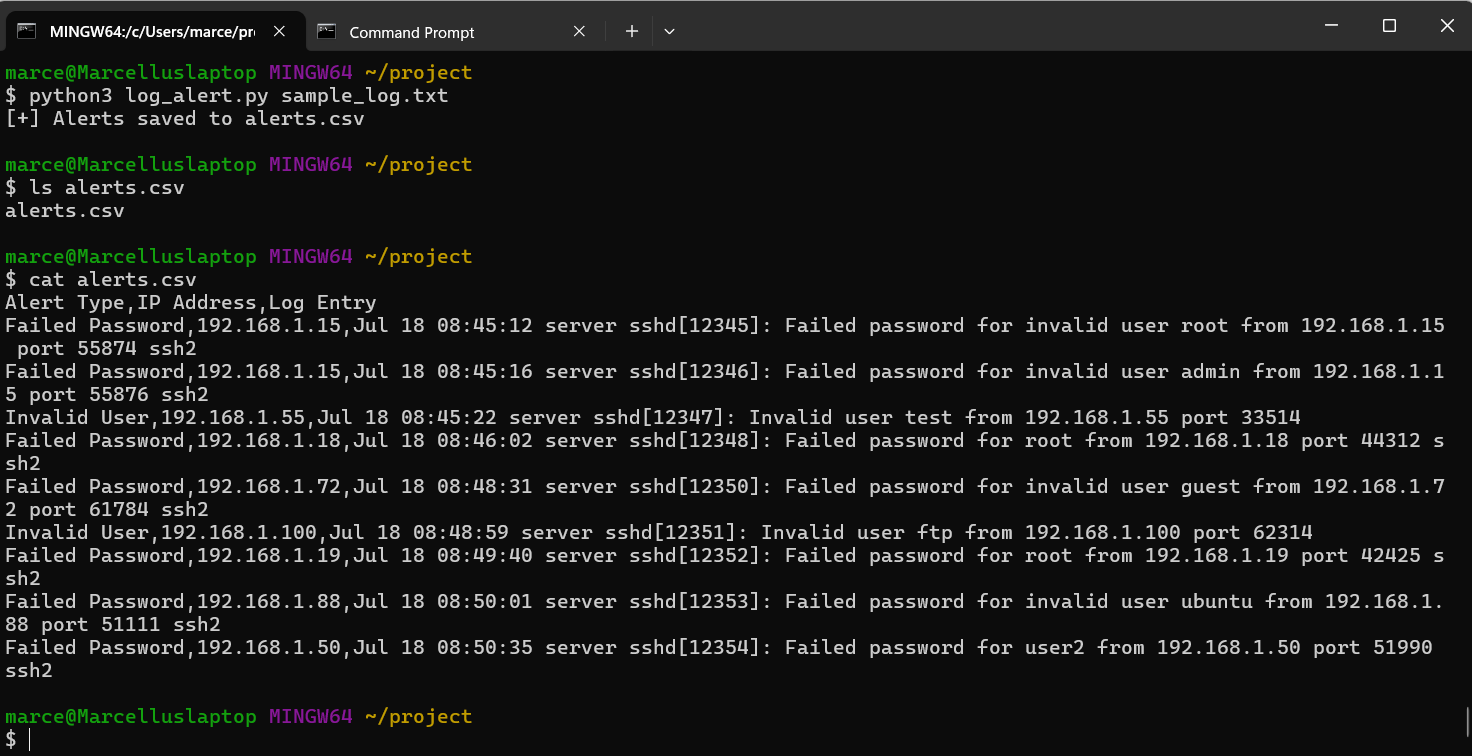 MINGW64:/c/Users/marce/pr
Command Prompt
marce@Marcelluslaptop MINGW64 ~/project
$ python3 log_alert.py sample_log.txt
[+] Alerts saved to alerts.csv
marce@Marcelluslaptop MINGW64 ~/project
$ ls alerts.csv
alerts.csv
marce@Marcelluslaptop MINGW64 ~/project
$ cat alerts.csv
Alert Type,IP Address,Log Entry
Failed Password,192.168.1.15,Jul 18 08:45:12 server sshd[12345]: Failed password for invalid user root from 192.168.1.15
 port 55874 ssh2
Failed Password,192.168.1.15,Jul 18 08:45:16 server sshd[12346]: Failed password for invalid user admin from 192.168.1.1
5 port 55876 ssh2
Invalid User,192.168.1.55,Jul 18 08:45:22 server sshd[12347]: Invalid user test from 192.168.1.55 port 33514
Failed Password,192.168.1.18,Jul 18 08:46:02 server sshd[12348]: Failed password for root from 192.168.1.18 port 44312 s
sh2
Failed Password,192.168.1.72,Jul 18 08:48:31 server sshd[12350]: Failed password for invalid user guest from 192.168.1.7
2 port 61784 ssh2
Invalid User,192.168.1.100,Jul 18 08:48:59 server sshd[12351]: Invalid user ftp from 192.168.1.100 port 62314
Failed Password,192.168.1.19,Jul 18 08:49:40 server sshd[12352]: Failed password for root from 192.168.1.19 port 42425 s
sh2
Failed Password,192.168.1.88,Jul 18 08:50:01 server sshd[12353]: Failed password for invalid user ubuntu from 192.168.1.
88 port 51111 ssh2
Failed Password,192.168.1.50,Jul 18 08:50:35 server sshd[12354]: Failed password for user2 from 192.168.1.50 port 51990
ssh2
marce@Marcelluslaptop MINGW64 ~/project
$